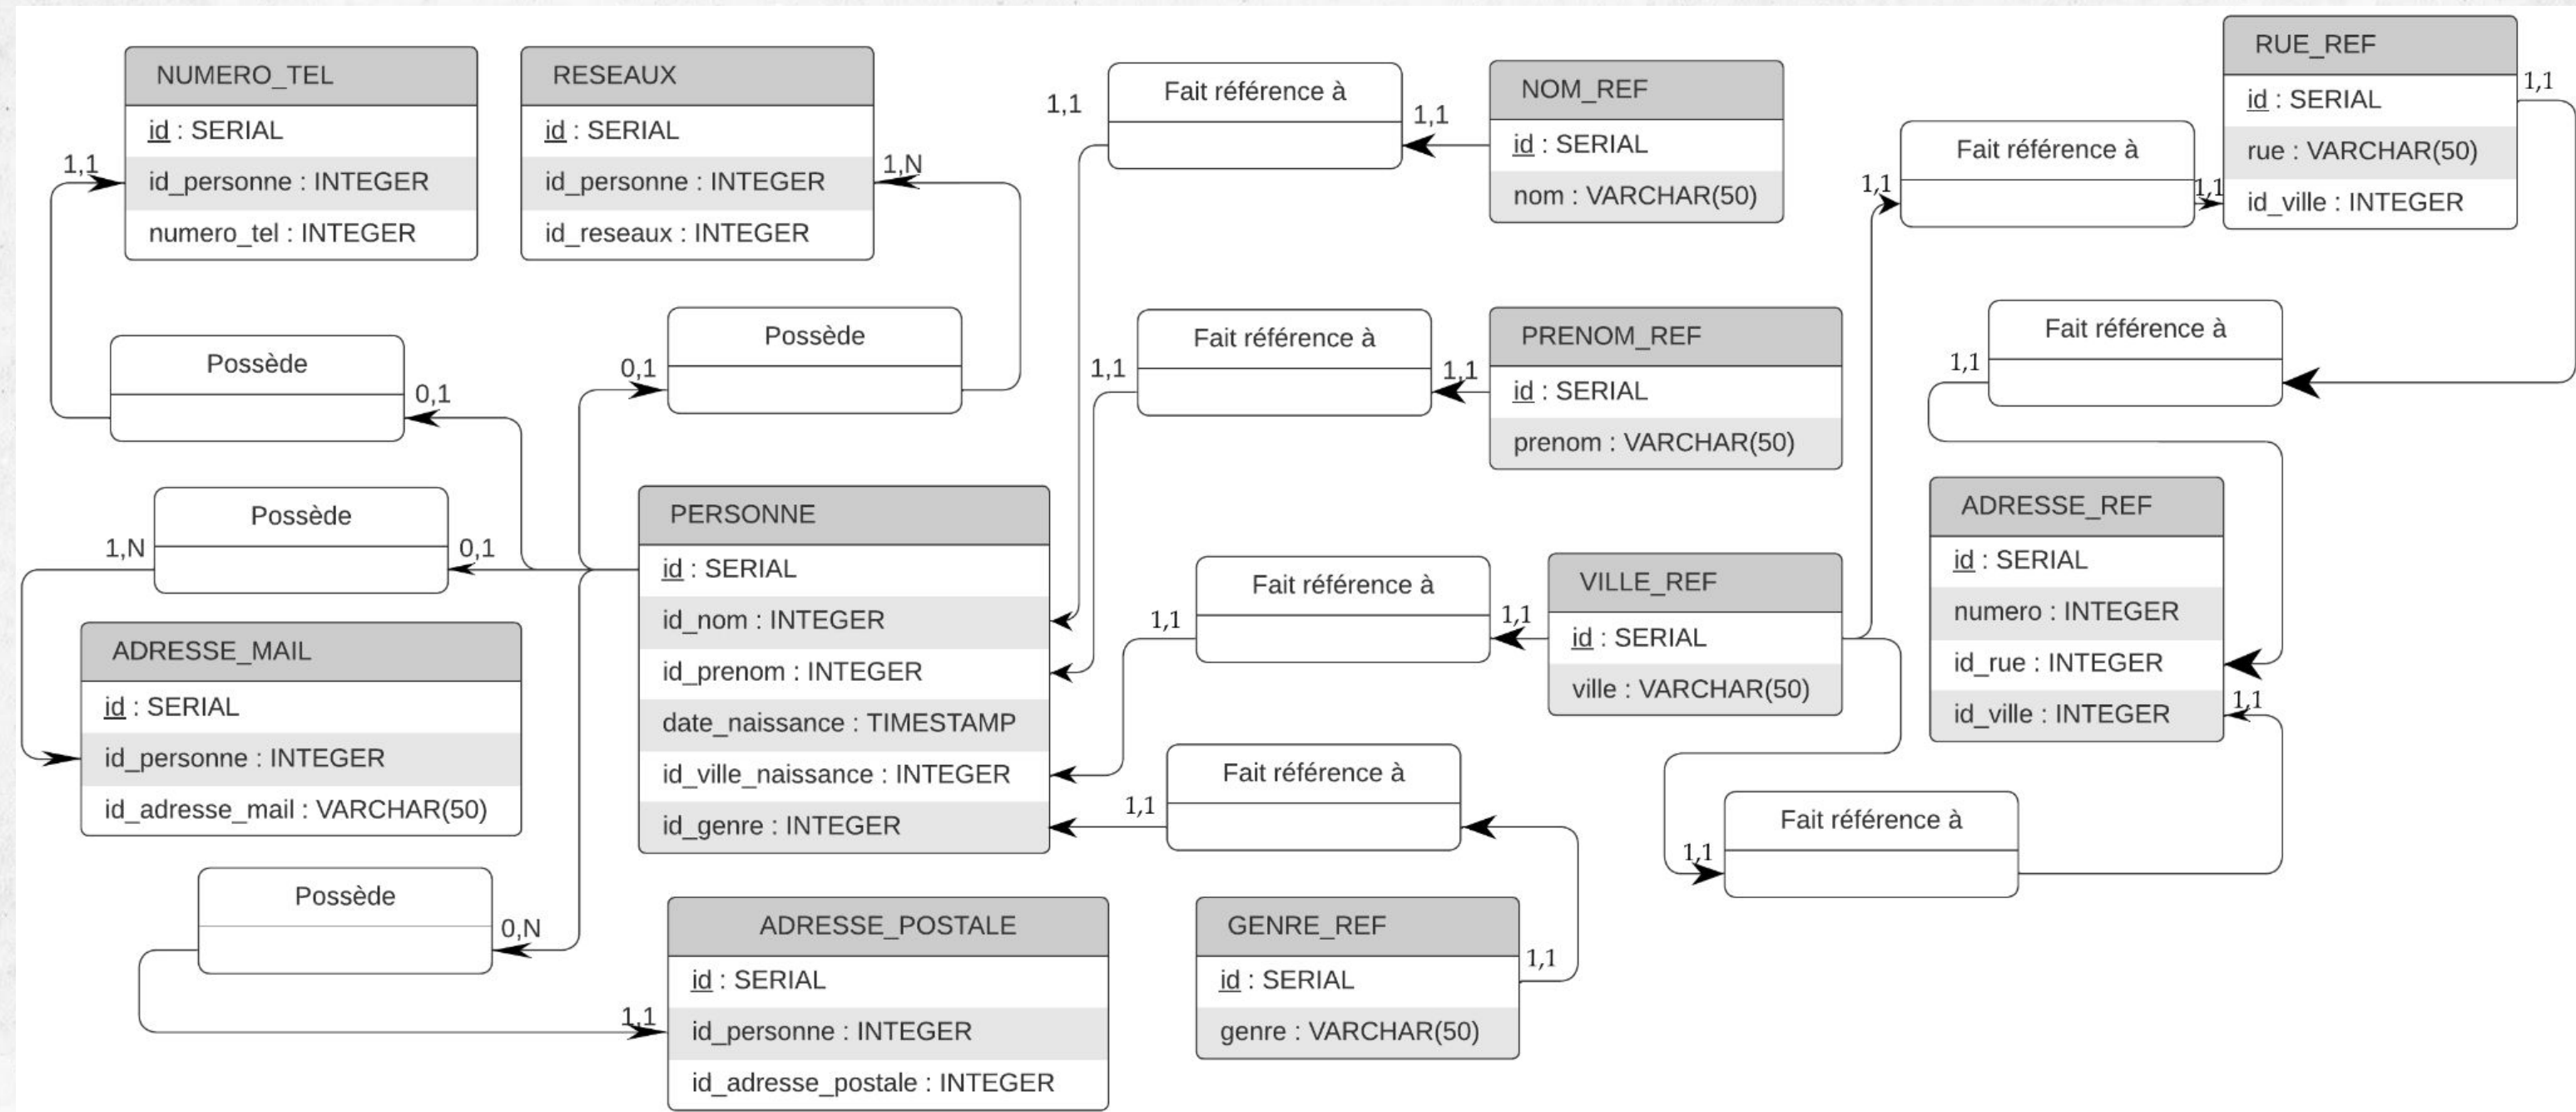 NUMERO_TEL
id : SERIAL
id_personne : INTEGER
numero_tel : INTEGER
1,1
RESEAUX
id : SERIAL
id_personne : INTEGER
id_reseaux : INTEGER
1,N
1,1
Fait référence à
1,1
NOM_REF
id : SERIAL
nom : VARCHAR(50)
1,1
Fait référence à
1,1
RUE_REF
id : SERIAL
rue : VARCHAR(50)
id_ville : INTEGER
1,1
Possède
0,1
0,1
Possède
1,1
Fait référence à
1,1
PRENOM_REF
id : SERIAL
prenom : VARCHAR(50)
1,1
Fait référence à
1,N
Possède
0,1
PERSONNE
id : SERIAL
id_nom : INTEGER
id_prenom : INTEGER
date_naissance : TIMESTAMP
id_ville_naissance : INTEGER
id_genre : INTEGER
1,1
Fait référence à
1,1
VILLE_REF
id : SERIAL
ville : VARCHAR(50)
ADRESSE_REF
id : SERIAL
numero : INTEGER
id_rue : INTEGER
id_ville : INTEGER
1,1
ADRESSE_MAIL
id : SERIAL
id_personne : INTEGER
id_adresse_mail : VARCHAR(50)
1,1
Fait référence à
1,1
Fait référence à
Possède
0,N
1,1
ADRESSE_POSTALE
id : SERIAL
id_personne : INTEGER
id_adresse_postale : INTEGER
GENRE_REF
id : SERIAL
genre : VARCHAR(50)
1,1